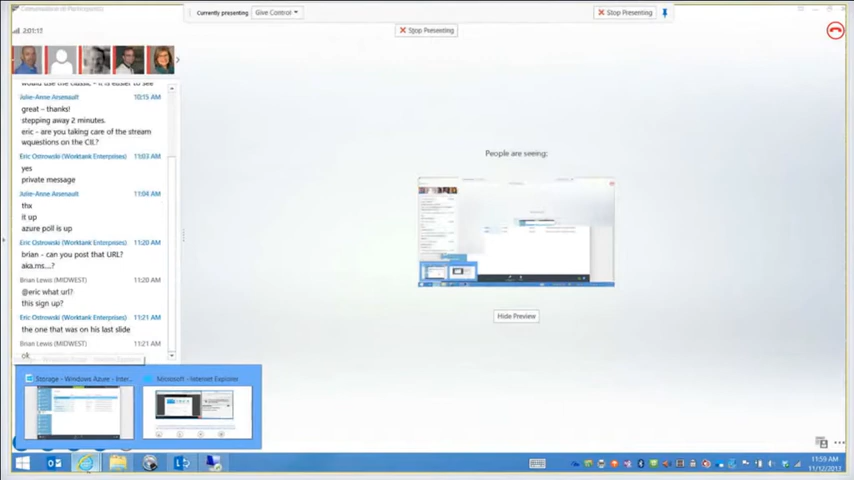 Conversation (6 Participants)
Currently presenting
Give Control
Stop Presenting
Stop Presenting
2:01:13
would use the classic - it is easier to see
Julie-Anne Arsenault 10:15 AM
great - thanks!
stepping away 2 minutes.
eric - are you taking care of the stream
wquestions on the CIL?
Eric Ostrowski (Worktank Enterprises) 11:03 AM
yes
private message
Julie-Anne Arsenault 11:04 AM
thx
it up
azure poll is up
Eric Ostrowski (Worktank Enterprises) 11:20 AM
brian - can you post that URL?
aka.ms....?
Brian Lewis (MIDWEST) 11:20 AM
@eric what url?
this sign up?
Eric Ostrowski (Worktank Enterprises) 11:21 AM
the one that was on his last slide
Brian Lewis (MIDWEST) 11:21 AM
ok
People are seeing:
Hide Preview
Storage - Windows Azure - Inter...
Microsoft - Internet Explorer
11:59 AM